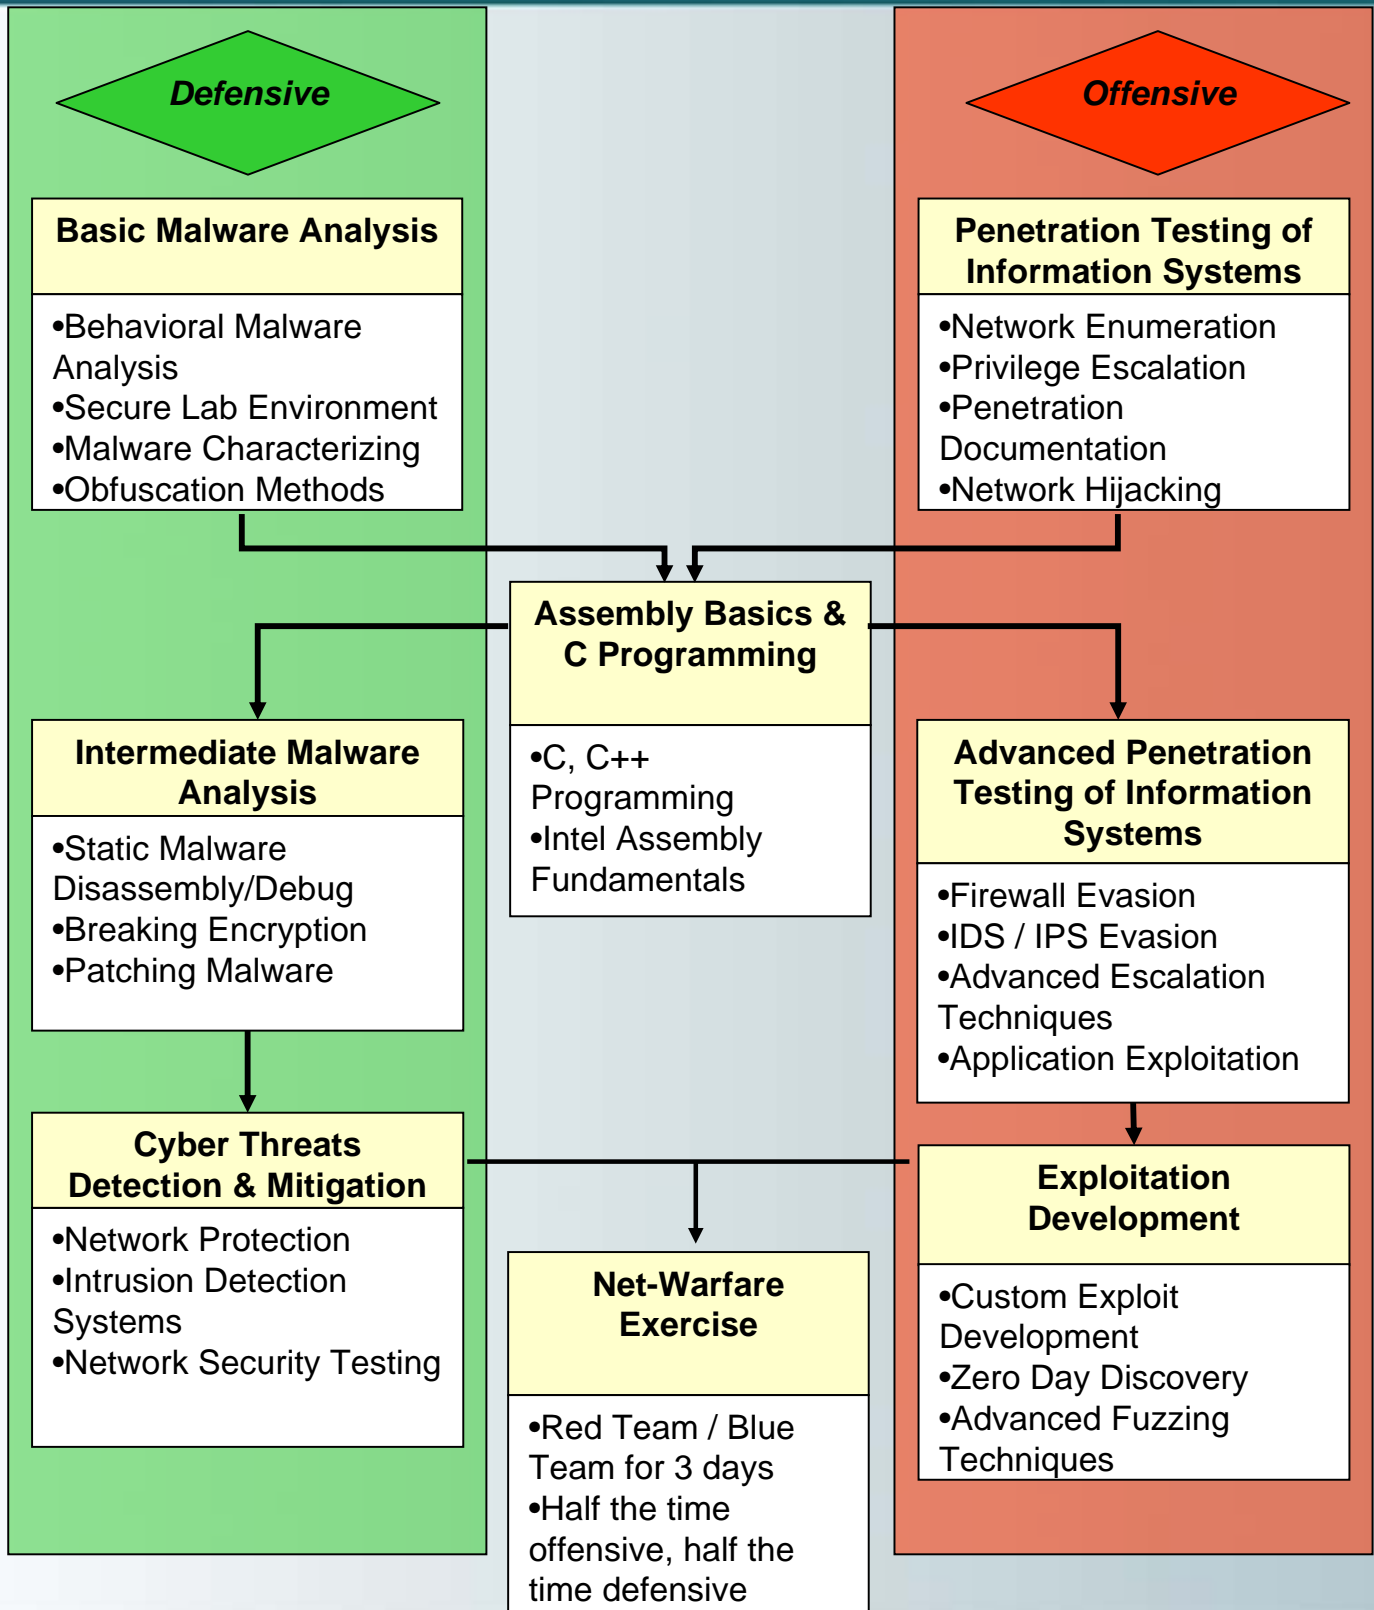 Defensive
Offensive
Basic Malware Analysis
•Behavioral Malware
Analysis
•Secure Lab Environment
•Malware Characterizing
•Obfuscation Methods
Penetration Testing of
Information Systems
•Network Enumeration
•Privilege Escalation
•Penetration
Documentation
•Network Hijacking
Assembly Basics &
C Programming
•C, C++
Programming
•Intel Assembly
Fundamentals
Intermediate Malware
Analysis
•Static Malware
Disassembly/Debug
•Breaking Encryption
•Patching Malware
Advanced Penetration
Testing of Information
Systems
•Firewall Evasion
•IDS / IPS Evasion
•Advanced Escalation
Techniques
•Application Exploitation
Cyber Threats
Detection & Mitigation
•Network Protection
•Intrusion Detection
Systems
•Network Security Testing
Exploitation
Development
•Custom Exploit
Development
•Zero Day Discovery
•Advanced Fuzzing
Techniques
Net-Warfare
Exercise
•Red Team / Blue
Team for 3 days
•Half the time
offensive, half the
time defensive